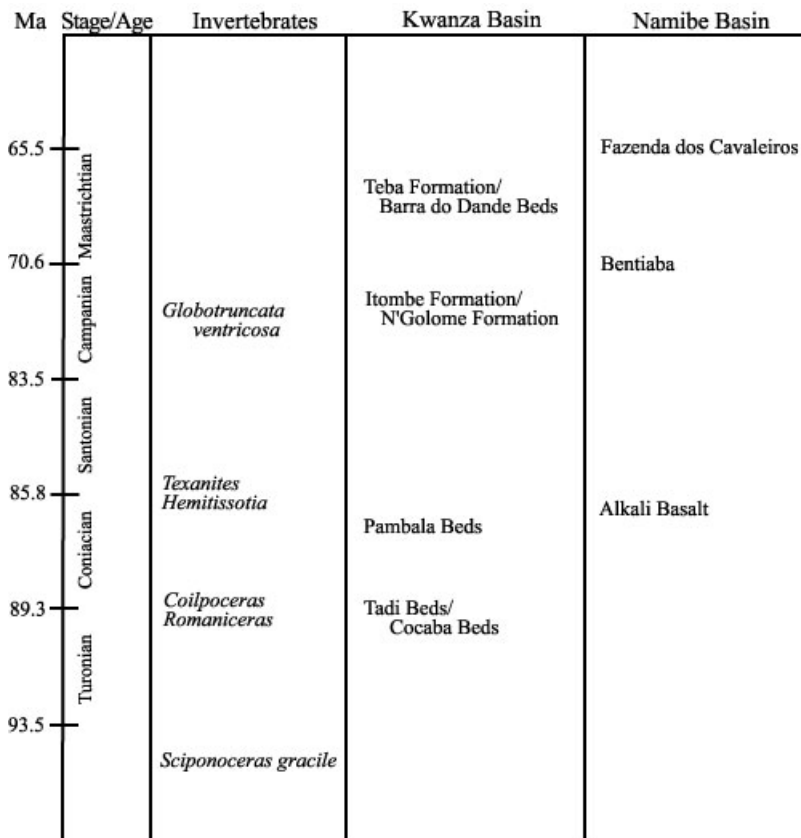 Ma Stage/Age Invertebrates Kwanza Basin Namibe Basin
65.5
Maastrichtian
70.6
Campanian
83.5
Santonian
85.8
Coniacian
89.3
Turonian
93.5
Globotruncata
ventricosa
Texanites
Hemitissotia
Coilpoceras
Romaniceras
Sciponoceras gracile
Teba Formation/
Barra do Dande Beds
Itombe Formation/
N'Golome Formation
Pambala Beds
Tadi Beds/
Cocaba Beds
Fazenda dos Cavaleiros
Bentiaba
Alkali Basalt